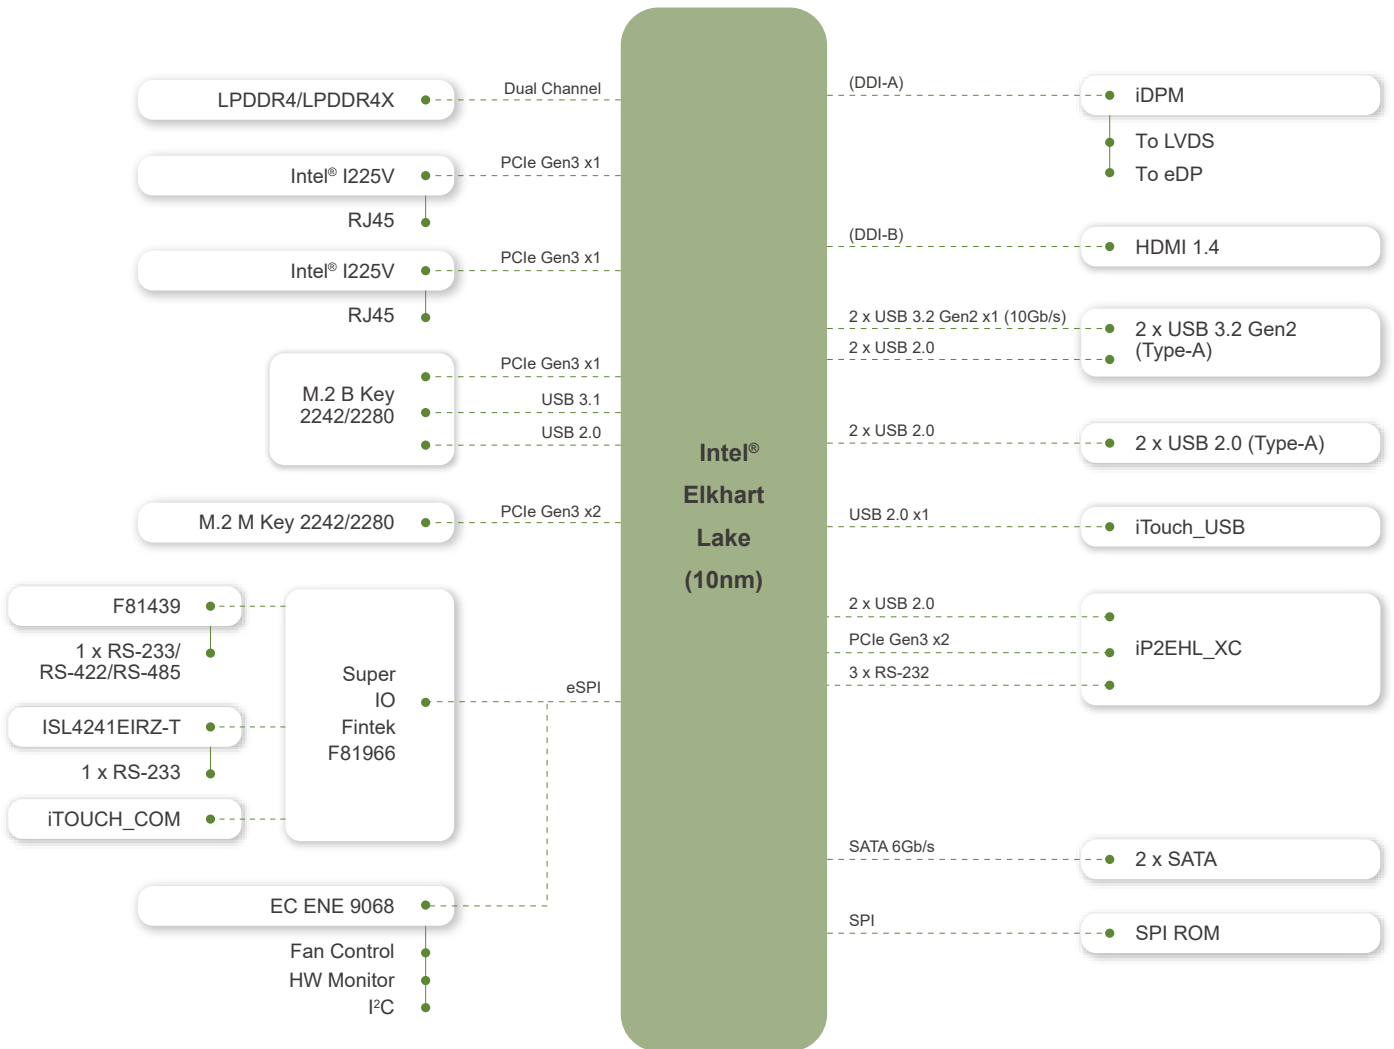 Dual Channel
LPDDR4/LPDDR4X
PCIe Gen3 x1
Intel® I225V
RJ45
PCIe Gen3 x1
Intel® I225V
RJ45
PCIe Gen3 x1
USB 3.1
USB 2.0
M.2 B Key
2242/2280
PCIe Gen3 x2
M.2 M Key 2242/2280
F81439
1 x RS-233/
RS-422/RS-485
ISL4241EIRZ-T
1 x RS-233
iTOUCH_COM
Super
IO
Fintek
F81966
eSPI
EC ENE 9068
Fan Control
HW Monitor
I²C
Intel®
Elkhart
Lake
(10nm)
(DDI-A)
iDPM
To LVDS
To eDP
(DDI-B)
HDMI 1.4
2 x USB 3.2 Gen2 x1 (10Gb/s)
2 x USB 2.0
2 x USB 3.2 Gen2
(Type-A)
2 x USB 2.0
2 x USB 2.0 (Type-A)
USB 2.0 x1
iTouch_USB
2 x USB 2.0
PCIe Gen3 x2
3 x RS-232
iP2EHL_XC
SATA 6Gb/s
2 x SATA
SPI
SPI ROM